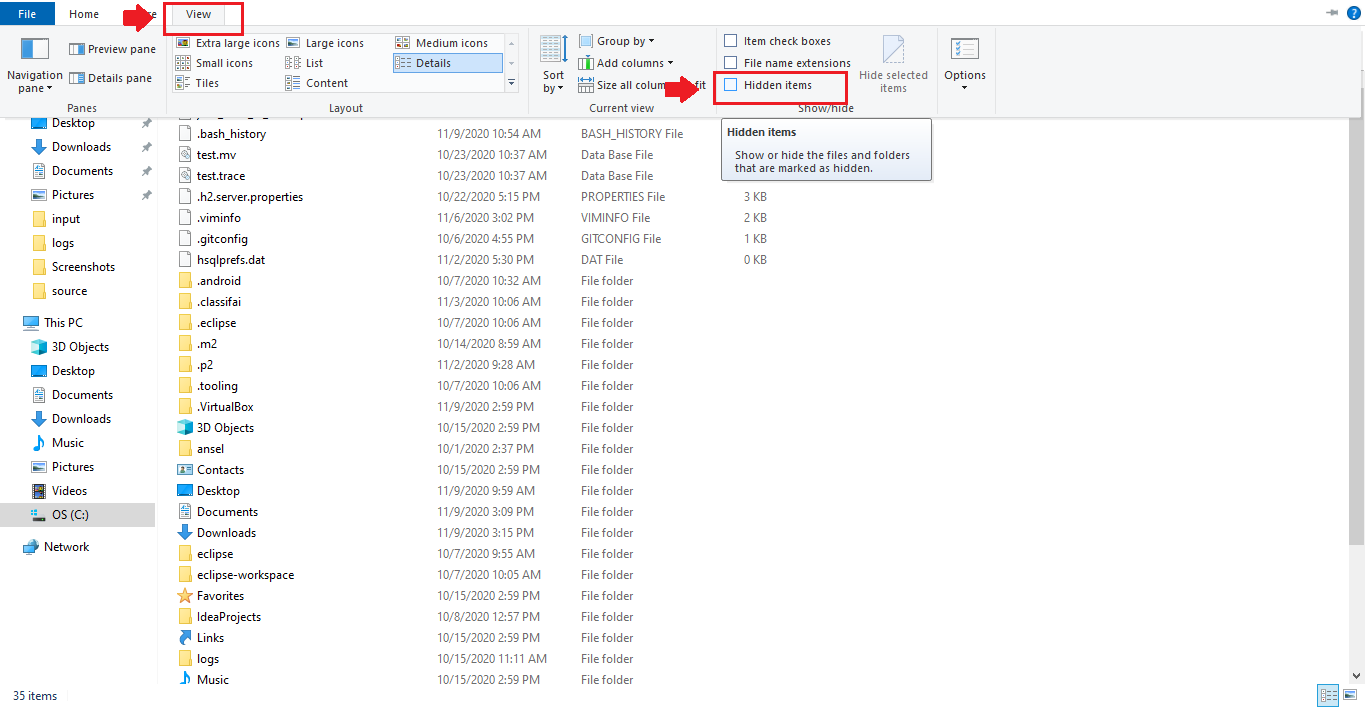 File Home View
Navigation pane
Preview pane
Details pane
Panes
Extra large icons Large icons Medium icons
Small icons List Details
Tiles Content
Layout
Sort by
Group by
Add columns
Size all fit
Current view
Item check boxes
File name extensions
Hidden items
Hide selected items
Show/hide
Options
Hidden items
Show or hide the files and folders
that are marked as hidden.
Desktop
Downloads
Documents
Pictures
input
logs
Screenshots
source
This PC
3D Objects
Desktop
Documents
Downloads
Music
Pictures
Videos
OS (C:)
Network
.bash_history 11/9/2020 10:54 AM BASH_HISTORY File
test.mv 10/23/2020 10:37 AM Data Base File
test.trace 10/23/2020 10:37 AM Data Base File
.h2.server.properties 10/22/2020 5:15 PM PROPERTIES File 3 KB
.viminfo 11/6/2020 3:02 PM VIMINFO File 2 KB
.gitconfig 10/6/2020 4:55 PM GITCONFIG File 1 KB
hsqlprefs.dat 11/2/2020 5:30 PM DAT File 0 KB
.android 10/7/2020 10:32 AM File folder
.classifai 11/3/2020 10:06 AM File folder
.eclipse 10/7/2020 10:06 AM File folder
.m2 10/14/2020 8:59 AM File folder
.p2 11/2/2020 9:28 AM File folder
.tooling 10/7/2020 10:06 AM File folder
.VirtualBox 11/9/2020 2:59 PM File folder
3D Objects 10/15/2020 2:59 PM File folder
ansel 10/1/2020 2:37 PM File folder
Contacts 10/15/2020 2:59 PM File folder
Desktop 11/9/2020 9:59 AM File folder
Documents 11/9/2020 3:09 PM File folder
Downloads 11/9/2020 3:15 PM File folder
eclipse 10/7/2020 9:55 AM File folder
eclipse-workspace 10/7/2020 10:05 AM File folder
Favorites 10/15/2020 2:59 PM File folder
IdeaProjects 10/8/2020 12:57 PM File folder
Links 10/15/2020 2:59 PM File folder
logs 10/15/2020 11:11 AM File folder
Music 10/15/2020 2:59 PM File folder
35 items